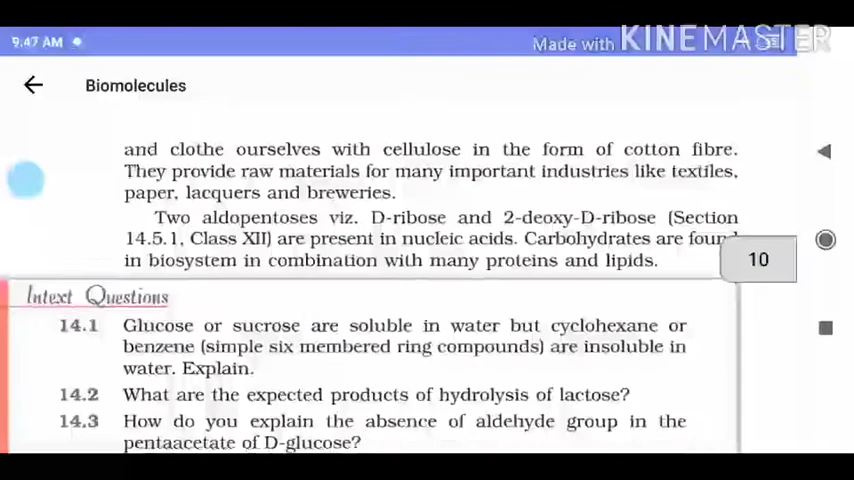 9:47 AM
Made with KINEMASTER
Biomolecules
and clothe ourselves with cellulose in the form of cotton fibre.
They provide raw materials for many important industries like textiles,
paper, lacquers and breweries.
Two aldopentoses viz. D-ribose and 2-deoxy-D-ribose (Section
14.5.1, Class XII) are present in nucleic acids. Carbohydrates are found
in biosystem in combination with many proteins and lipids.
10
Intext Questions
14.1 Glucose or sucrose are soluble in water but cyclohexane or
benzene (simple six membered ring compounds) are insoluble in
water. Explain.
14.2 What are the expected products of hydrolysis of lactose?
14.3 How do you explain the absence of aldehyde group in the
pentaacetate of D-glucose?